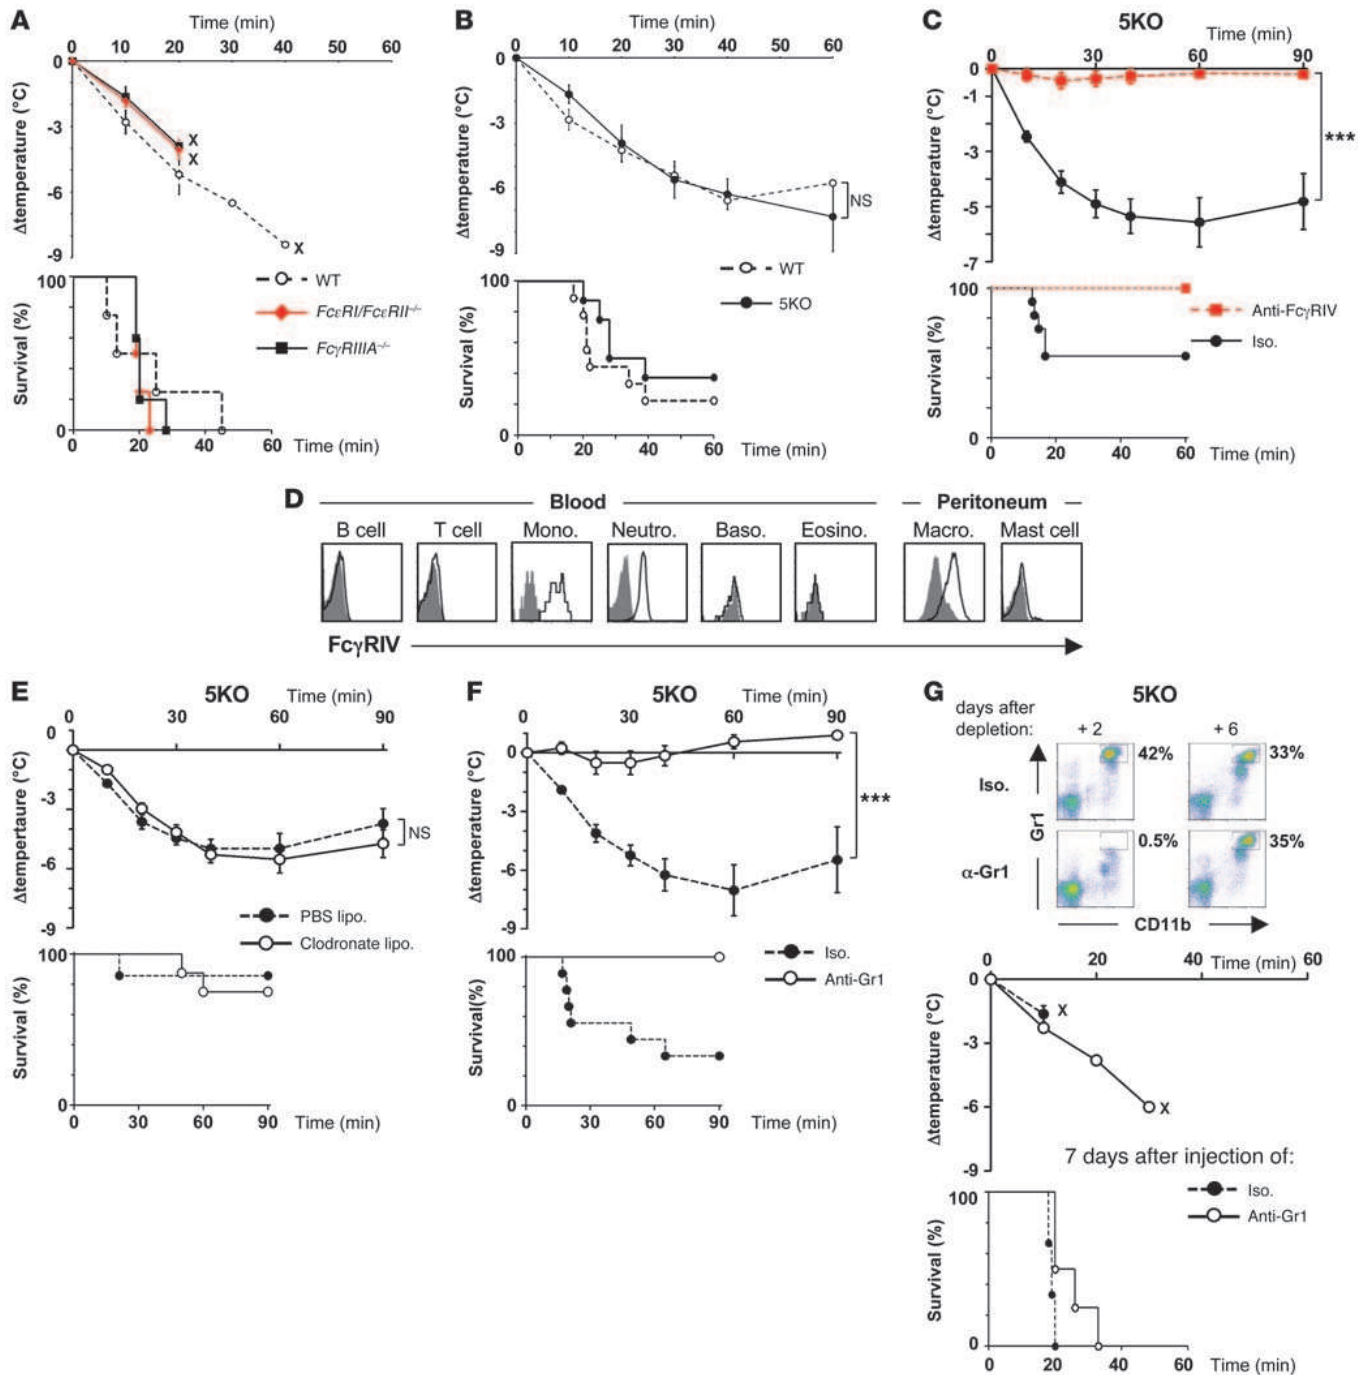 A
Time (min)
0 10 20 30 40 50 60
0
-3
-6
-9
Δtemperature (°C)
X
X
X
100
0
Survival (%)
0 20 40 60 Time (min)
WT
FcεRI/FcεRII–/–
FcγRIIIA–/–
B
Time (min)
0 10 20 30 40 60
0
-3
-6
-9
Δtemperature (°C)
NS
100
0
Survival (%)
0 20 40 60 Time (min)
WT
5KO
C 5KO
Time (min)
0 30 60 90
0
-1
-3
-5
-7
Δtemperature (°C)
***
100
0
Survival (%)
0 20 40 60 Time (min)
Anti-FcγRIV
Iso.
D
Blood Peritoneum
B cell T cell Mono. Neutro. Baso. Eosino. Macro. Mast cell
FcγRIV
E 5KO Time (min)
0 30 60 90
0
-3
-6
-9
Δtempertaure (°C)
NS
PBS lipo.
Clodronate lipo.
100
0
Survival (%)
0 30 60 90 Time (min)
F 5KO Time (min)
0 30 60 90
0
-3
-6
-9
Δtemperature (°C)
***
Iso.
Anti-Gr1
100
0
Survival(%)
0 30 60 90 Time (min)
G 5KO
days after
depletion: + 2 + 6
Iso.
42% 33%
Gr1
α-Gr1
0.5% 35%
CD11b
0 20 40 Time (min) 60
0
-3
-6
-9
Δtemperature (°C)
X
X
7 days after injection of:
Iso.
Anti-Gr1
100
0
Survival (%)
0 20 40 60 Time (min)